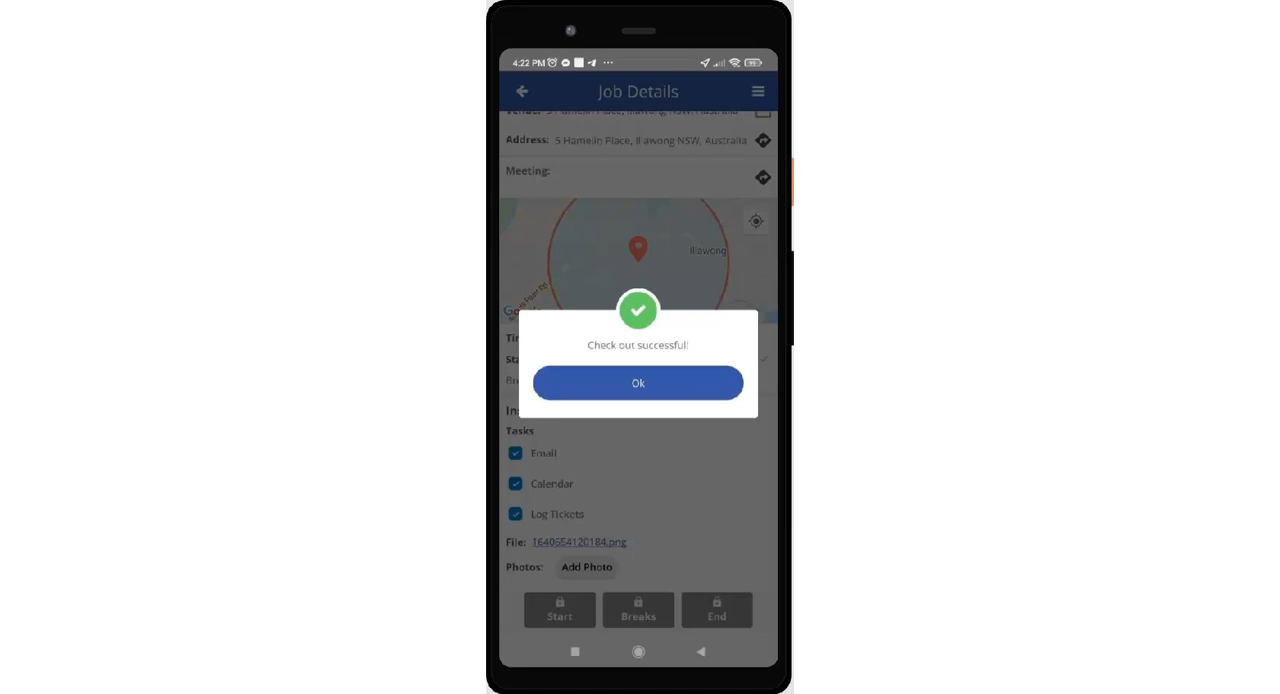 4:22 PM
Job Details
Address: 5 Hamelin Place, Illawong NSW, Australia
Meeting:
Illawong
Check out successful!
Ok
Tasks
Email
Calendar
Log Tickets
File: 1640654120184.png
Photos: Add Photo
Start Breaks End